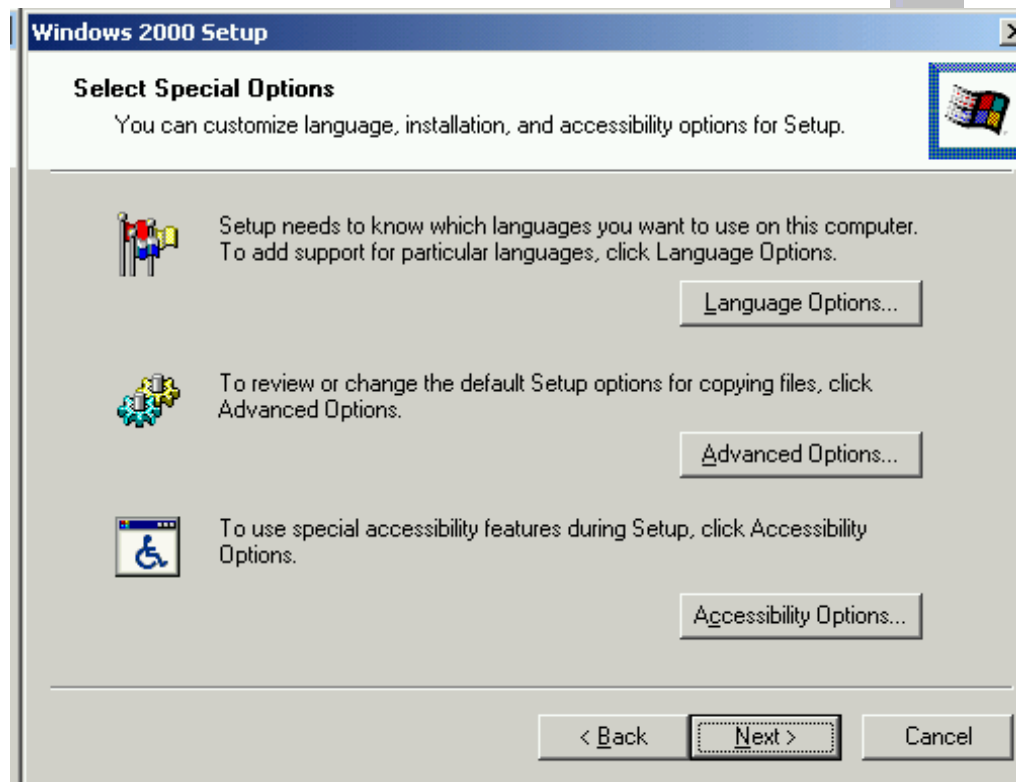 Windows 2000 Setup
Select Special Options
You can customize language, installation, and accessibility options for Setup.
Setup needs to know which languages you want to use on this computer.
To add support for particular languages, click Language Options.
Language Options...
To review or change the default Setup options for copying files, click
Advanced Options.
Advanced Options...
To use special accessibility features during Setup, click Accessibility
Options.
Accessibility Options...
< Back
Next >
Cancel